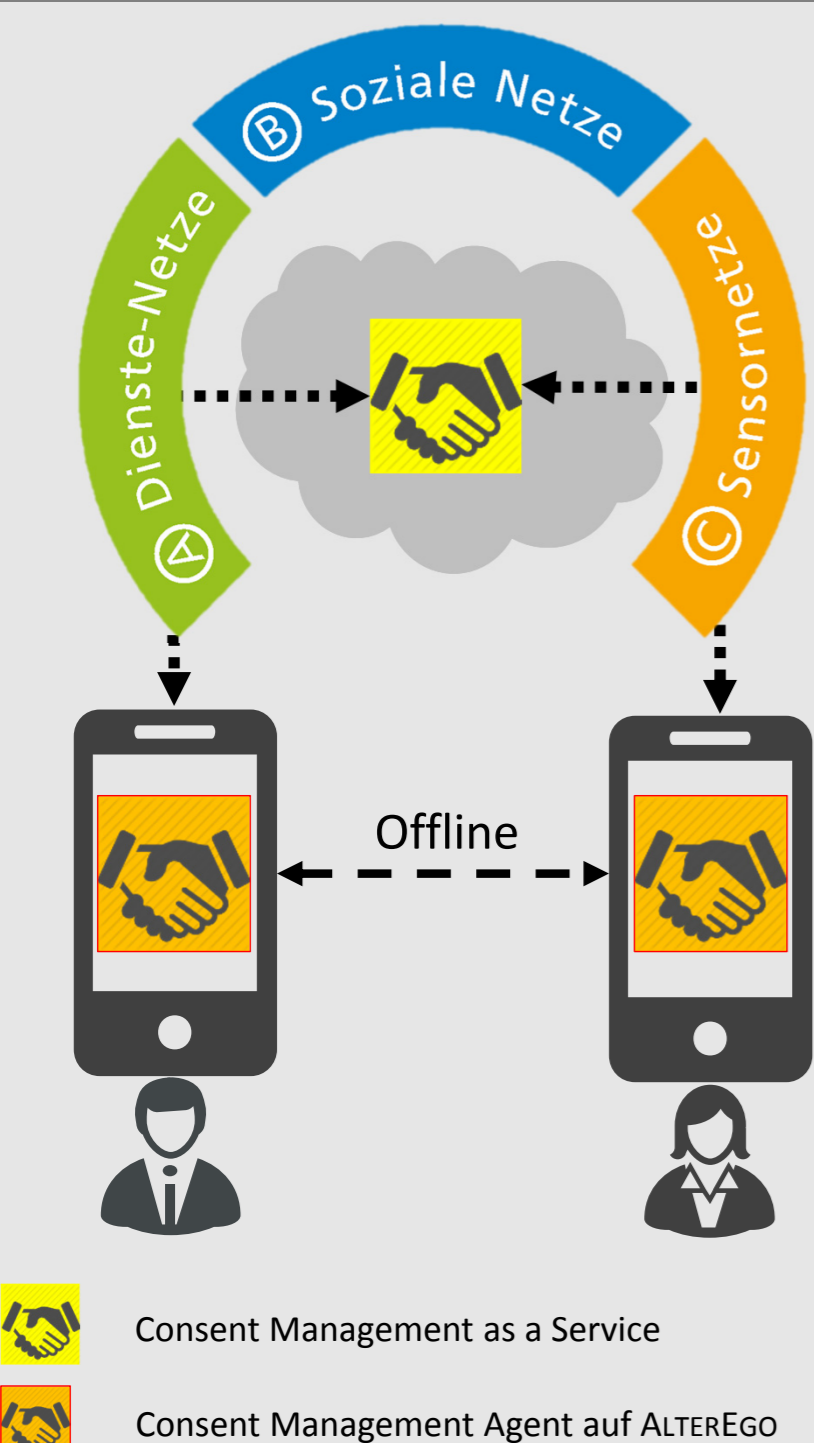 Ⓐ Dienste-Netze
Ⓑ Soziale Netze
Ⓒ Sensornetze
Offline
Consent Management as a Service
Consent Management Agent auf ALTEREGO